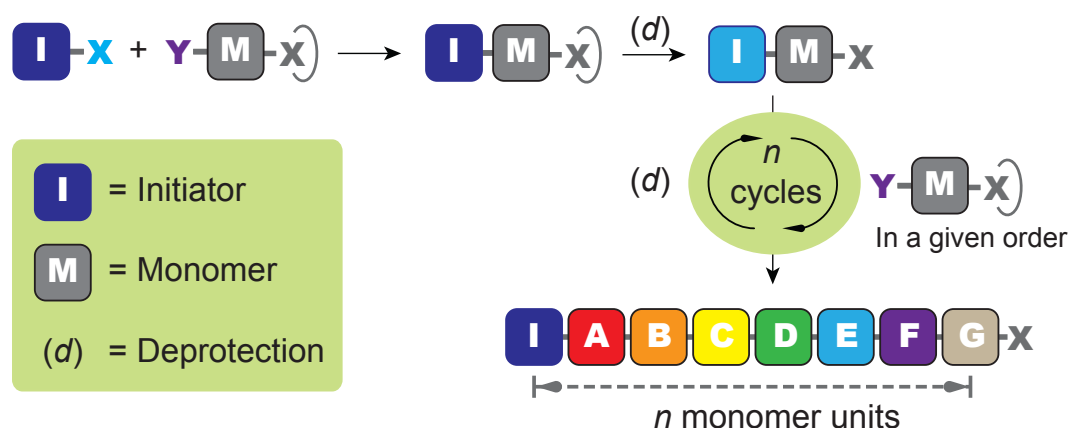 I-X + Y-M-X I-M-X (d) I-M-X
I = Initiator
M = Monomer
(d) = Deprotection
(d) n cycles Y-M-X
In a given order
I-A-B-C-D-E-F-G-X
n monomer units